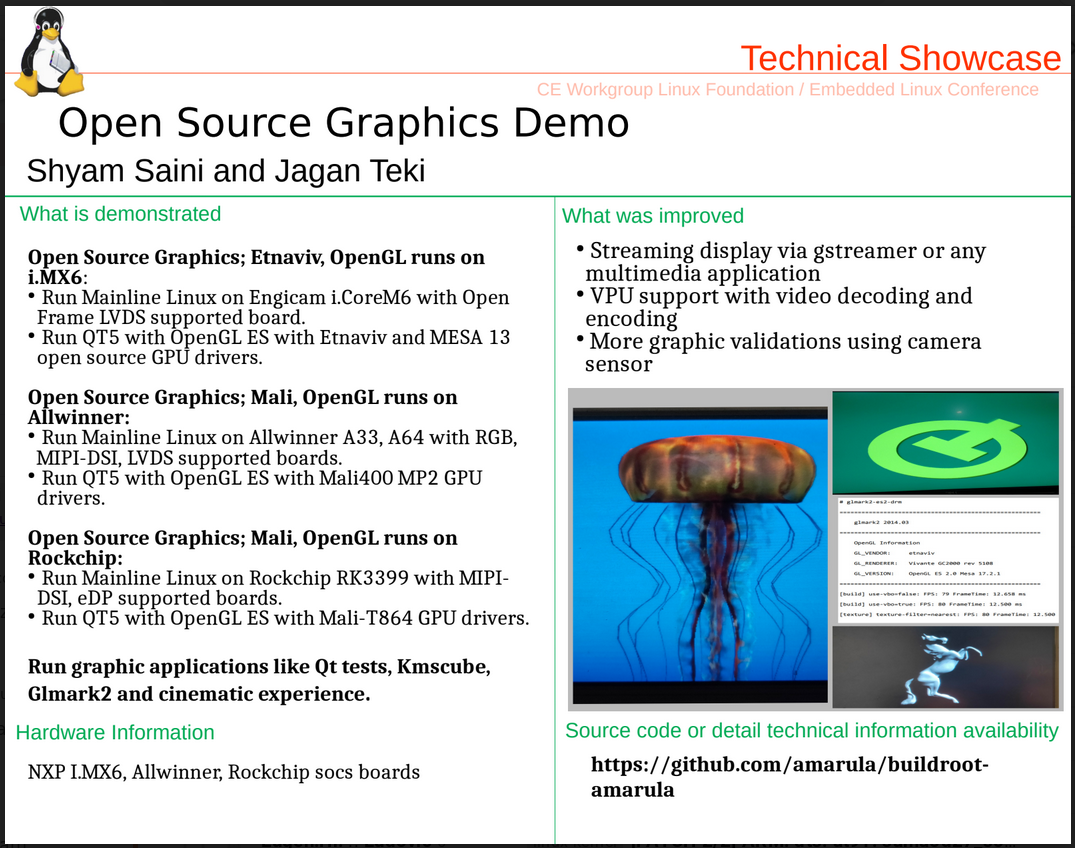 Technical Showcase
CE Workgroup Linux Foundation / Embedded Linux Conference
Open Source Graphics Demo
Shyam Saini and Jagan Teki
What is demonstrated
Open Source Graphics; Etnaviv, OpenGL runs on
i.MX6:
• Run Mainline Linux on Engicam i.CoreM6 with Open
Frame LVDS supported board.
• Run QT5 with OpenGL ES with Etnaviv and MESA 13
open source GPU drivers.
Open Source Graphics; Mali, OpenGL runs on
Allwinner:
• Run Mainline Linux on Allwinner A33, A64 with RGB,
MIPI-DSI, LVDS supported boards.
• Run QT5 with OpenGL ES with Mali400 MP2 GPU
drivers.
Open Source Graphics; Mali, OpenGL runs on
Rockchip:
• Run Mainline Linux on Rockchip RK3399 with MIPI-
DSI, eDP supported boards.
• Run QT5 with OpenGL ES with Mali-T864 GPU drivers.
Run graphic applications like Qt tests, Kmscube,
Glmark2 and cinematic experience.
Hardware Information
NXP I.MX6, Allwinner, Rockchip socs boards
What was improved
• Streaming display via gstreamer or any
multimedia application
• VPU support with video decoding and
encoding
• More graphic validations using camera
sensor
# glmark2-es2-drm
glmark2 2014.03
OpenGL Information
GL_VENDOR: etnaviv
GL_RENDERER: Vivante GC2000 rev 5108
GL_VERSION: OpenGL ES 2.0 Mesa 17.2.1
[build] use-vbo=false: FPS: 79 FrameTime: 12.658 ms
[build] use-vbo=true: FPS: 80 FrameTime: 12.500 ms
[texture] texture-filter=nearest: FPS: 80 FrameTime: 12.500
Source code or detail technical information availability
https://github.com/amarula/buildroot-
amarula